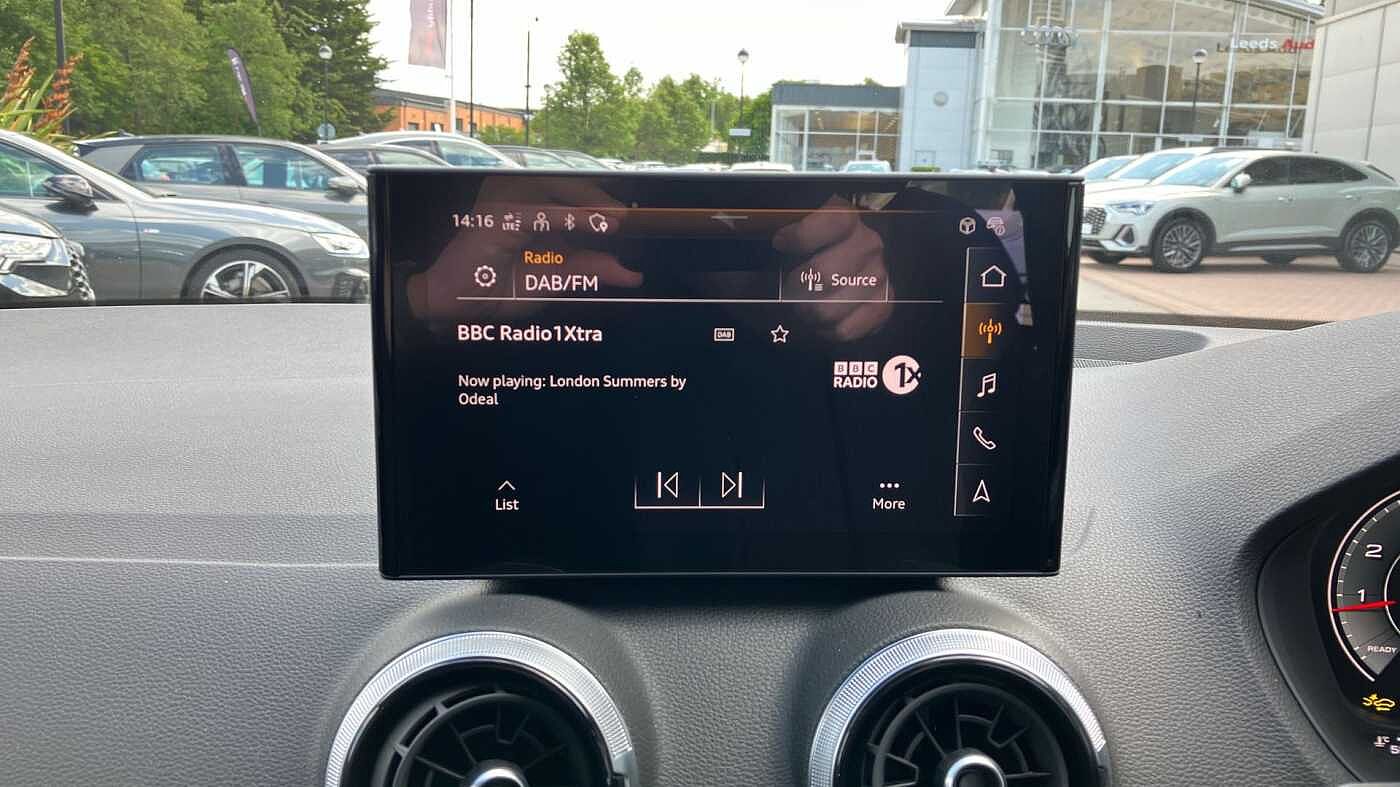 Leeds Audi
14:16
LTE
Radio
DAB/FM
Source
BBC Radio1Xtra
DAB
Now playing: London Summers by
Odeal
BBC
RADIO 1X
List
More
2
1
READY